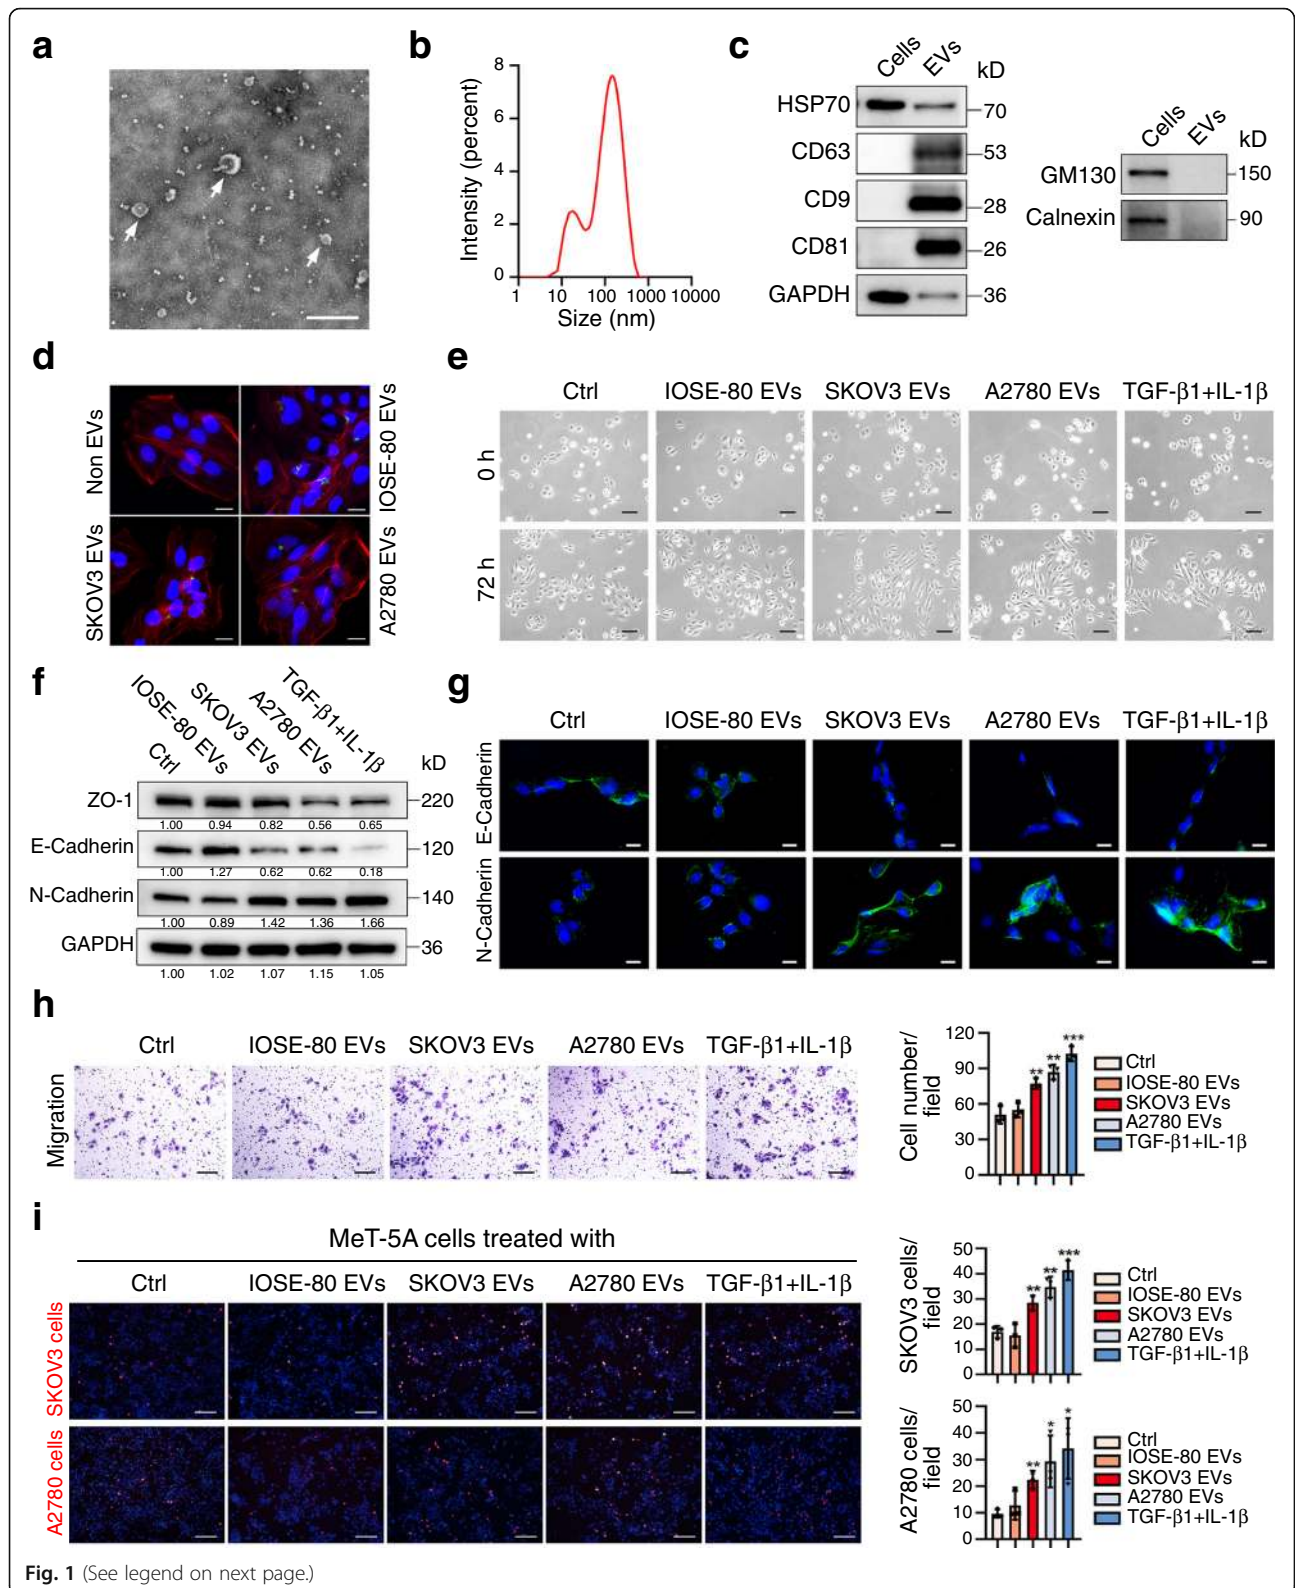 a
b
Intensity (percent)
8
6
4
2
0
1 10 100 1000 10000
Size (nm)
c
Cells EVs kD
HSP70 70
CD63 53
CD9 28
CD81 26
GAPDH 36
Cells EVs kD
GM130 150
Calnexin 90
d
Non EVs
IOSE-80 EVs
SKOV3 EVs
A2780 EVs
e
Ctrl IOSE-80 EVs SKOV3 EVs A2780 EVs TGF-β1+IL-1β
0 h
72 h
f
Ctrl IOSE-80 EVs SKOV3 EVs A2780 EVs TGF-β1+IL-1β kD
ZO-1 220
1.00 0.94 0.82 0.56 0.65
E-Cadherin 120
1.00 1.27 0.62 0.62 0.18
N-Cadherin 140
1.00 0.89 1.42 1.36 1.66
GAPDH 36
1.00 1.02 1.07 1.15 1.05
g
Ctrl IOSE-80 EVs SKOV3 EVs A2780 EVs TGF-β1+IL-1β
E-Cadherin
N-Cadherin
h
Ctrl IOSE-80 EVs SKOV3 EVs A2780 EVs TGF-β1+IL-1β
Migration
Cell number/
field
120
90
60
30
0
** ** ***
Ctrl
IOSE-80 EVs
SKOV3 EVs
A2780 EVs
TGF-β1+IL-1β
i
MeT-5A cells treated with
Ctrl IOSE-80 EVs SKOV3 EVs A2780 EVs TGF-β1+IL-1β
SKOV3 cells
A2780 cells
SKOV3 cells/
field
50
40
30
20
10
0
** ** ***
Ctrl
IOSE-80 EVs
SKOV3 EVs
A2780 EVs
TGF-β1+IL-1β
A2780 cells/
field
50
40
30
20
10
0
** * *
Ctrl
IOSE-80 EVs
SKOV3 EVs
A2780 EVs
TGF-β1+IL-1β
Fig. 1 (See legend on next page.)